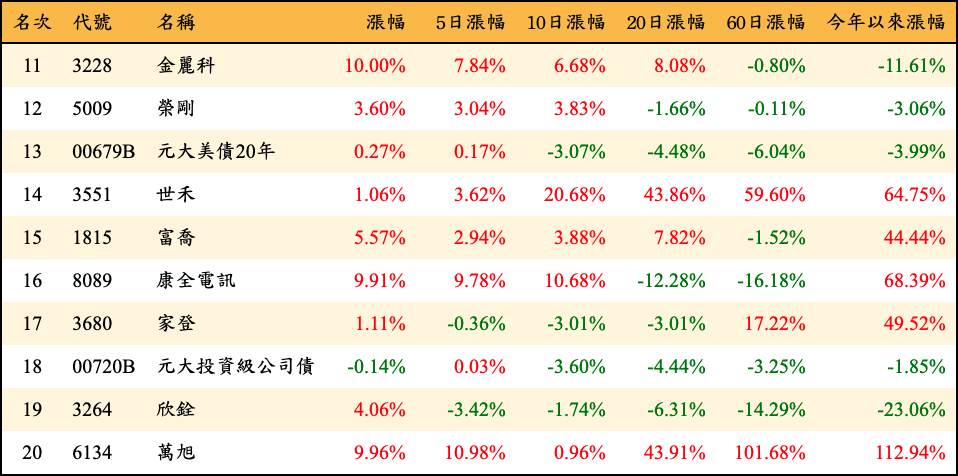 名次 代號 名稱 漲幅 5日漲幅 10日漲幅 20日漲幅 60日漲幅 今年以來漲幅
11 3228 金麗科 10.00% 7.84% 6.68% 8.08% -0.80% -11.61%
12 5009 榮剛 3.60% 3.04% 3.83% -1.66% -0.11% -3.06%
13 00679B 元大美債20年 0.27% 0.17% -3.07% -4.48% -6.04% -3.99%
14 3551 世禾 1.06% 3.62% 20.68% 43.86% 59.60% 64.75%
15 1815 富喬 5.57% 2.94% 3.88% 7.82% -1.52% 44.44%
16 8089 康全電訊 9.91% 9.78% 10.68% -12.28% -16.18% 68.39%
17 3680 家登 1.11% -0.36% -3.01% -3.01% 17.22% 49.52%
18 00720B 元大投資級公司債 -0.14% 0.03% -3.60% -4.44% -3.25% -1.85%
19 3264 欣銓 4.06% -3.42% -1.74% -6.31% -14.29% -23.06%
20 6134 萬旭 9.96% 10.98% 0.96% 43.91% 101.68% 112.94%